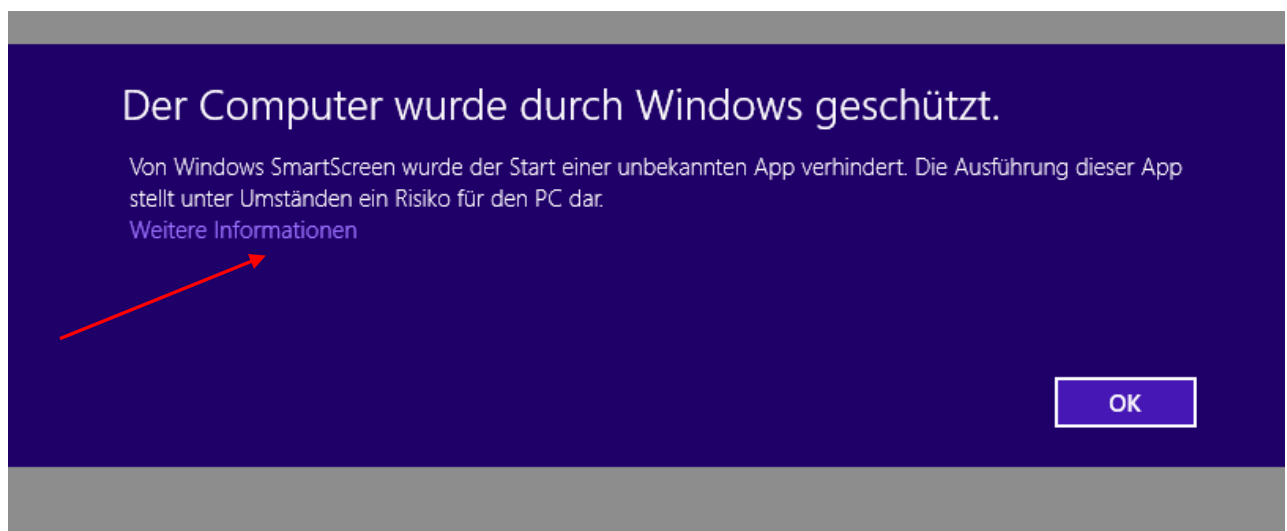 Der Computer wurde durch Windows geschützt.
Von Windows SmartScreen wurde der Start einer unbekannten App verhindert. Die Ausführung dieser App
stellt unter Umständen ein Risiko für den PC dar.
Weitere Informationen
OK